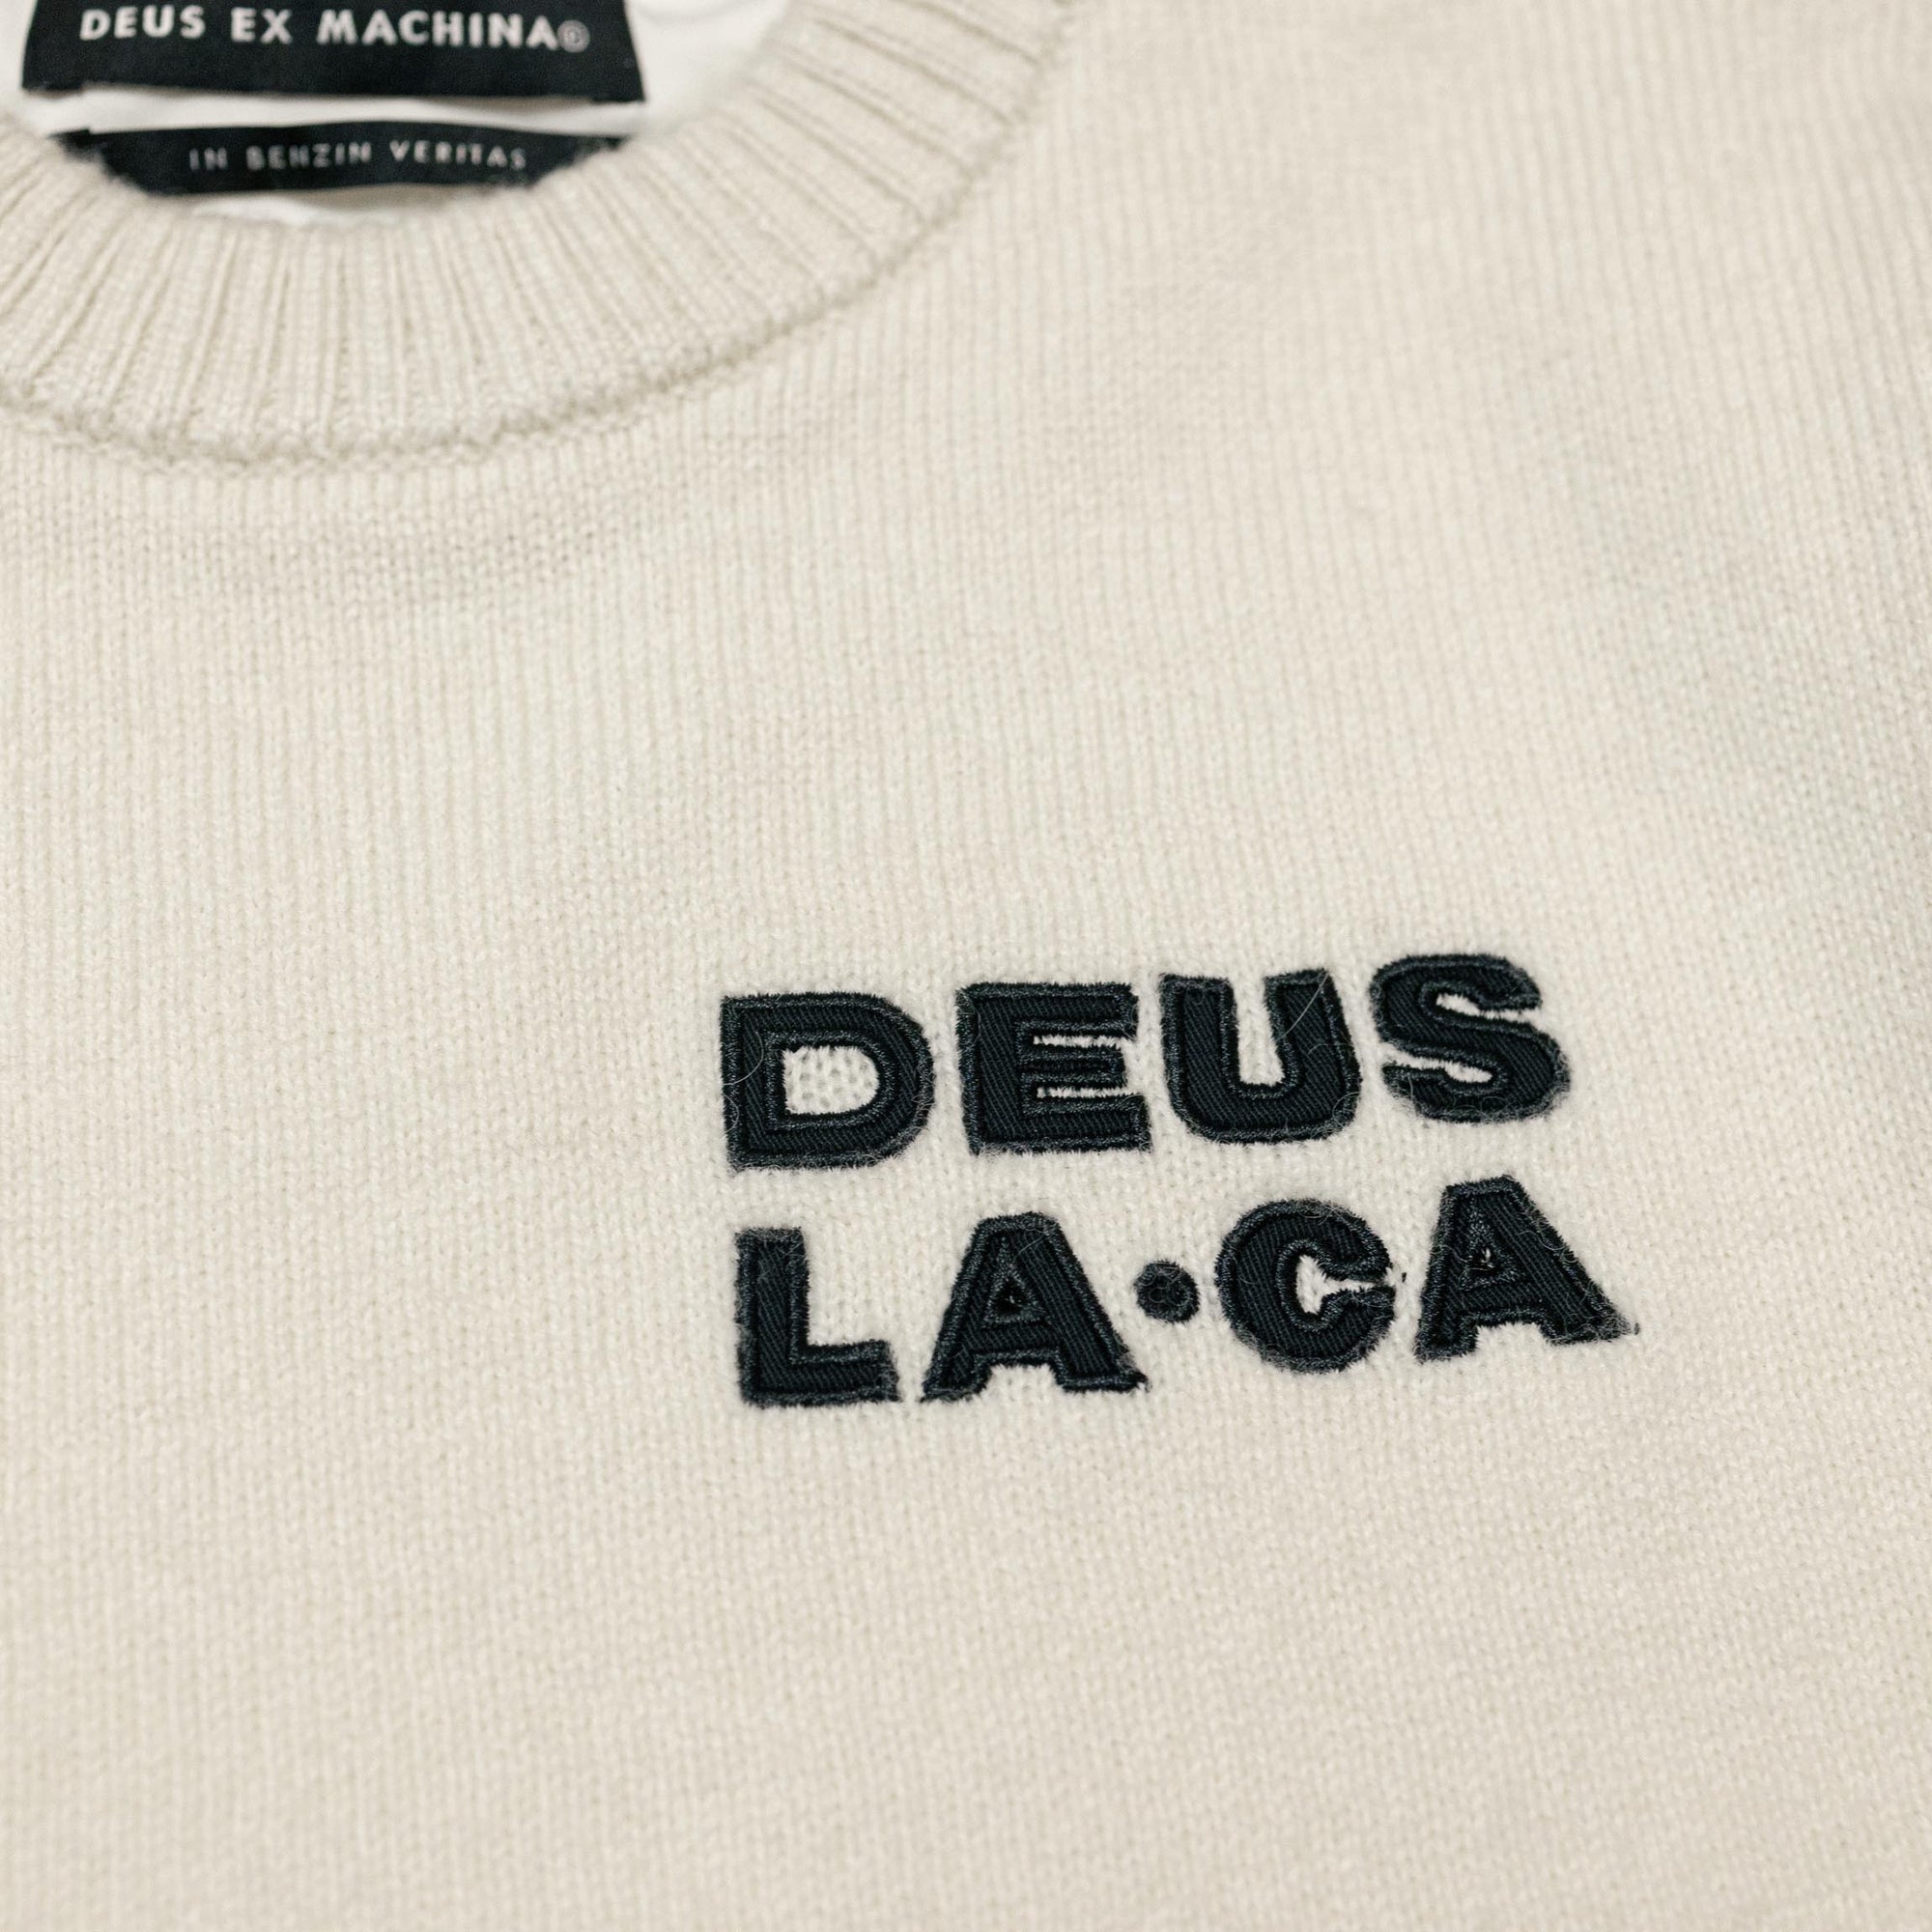 DEUS EX MACHINA©
IN BENZIN VERITAS
DEUS
LA•CA